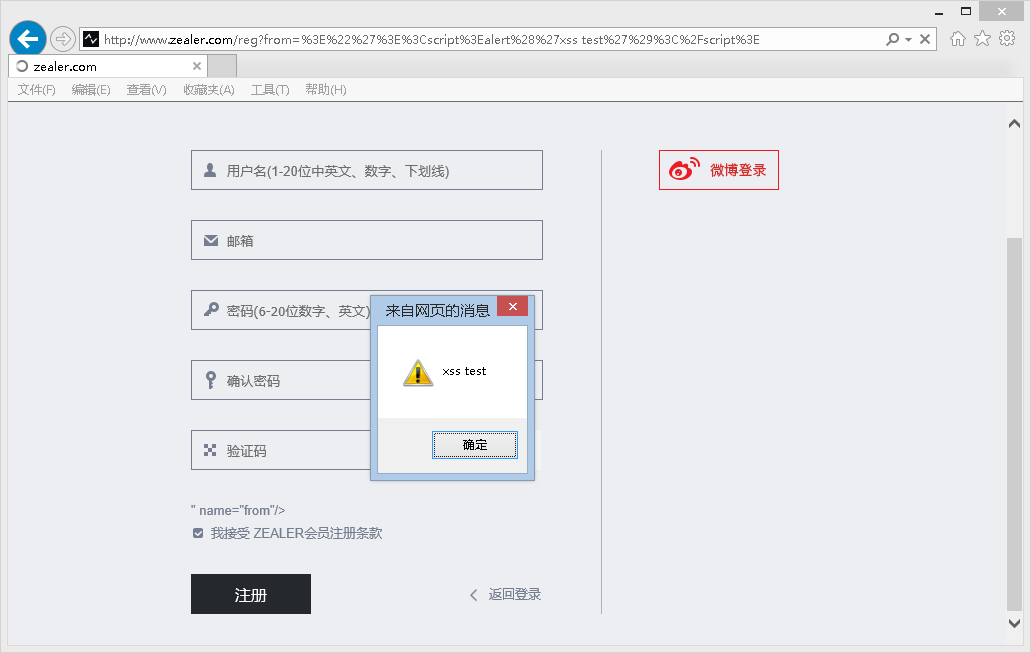 http://www.zealer.com/reg?from=%3E%22%27%3E%3Cscript%3Ealert%28%27xss test%27%29%3C%2Fscript%3E
zealer.com
文件(F) 编辑(E) 查看(V) 收藏夹(A) 工具(T) 帮助(H)
用户名(1-20位中英文、数字、下划线)
微博登录
邮箱
密码(6-20位数字、英文)
来自网页的消息
xss test
确定
确认密码
验证码
" name="from"/>
我接受 ZEALER会员注册条款
注册
返回登录